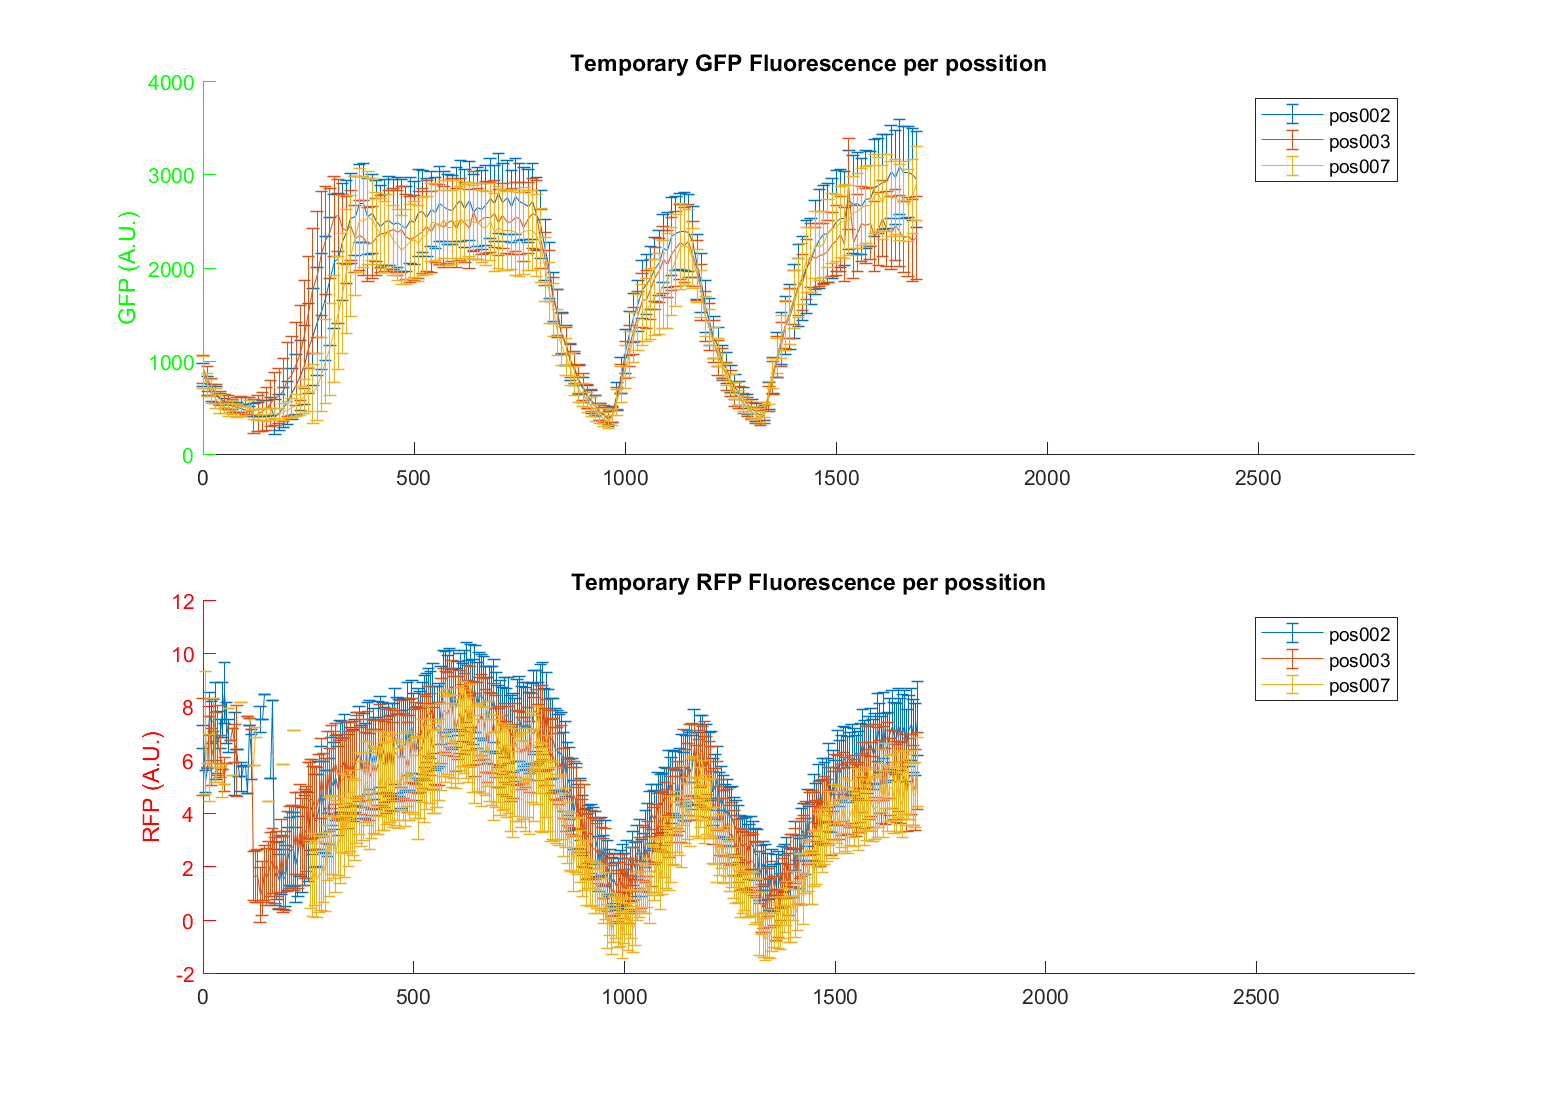 Temporary GFP Fluorescence per possition
GFP (A.U.)
4000
3000
2000
1000
0
0 500 1000 1500 2000 2500
pos002
pos003
pos007
Temporary RFP Fluorescence per possition
RFP (A.U.)
12
10
8
6
4
2
0
-2
0 500 1000 1500 2000 2500
pos002
pos003
pos007